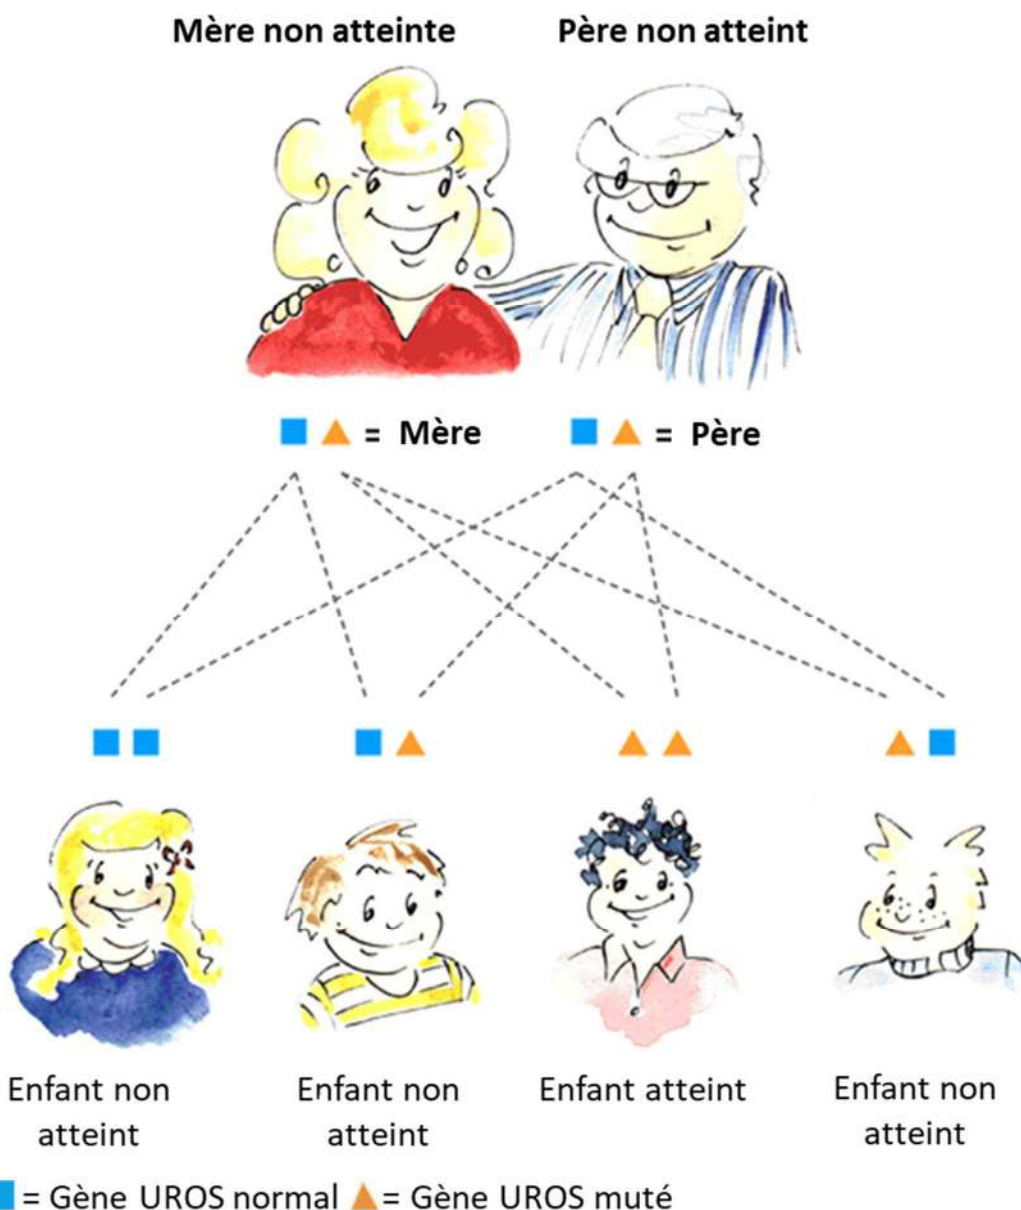 Mère non atteinte Père non atteint
= Mère = Père
Enfant non atteint
Enfant non atteint
Enfant atteint
Enfant non atteint
= Gène UROS normal = Gène UROS muté